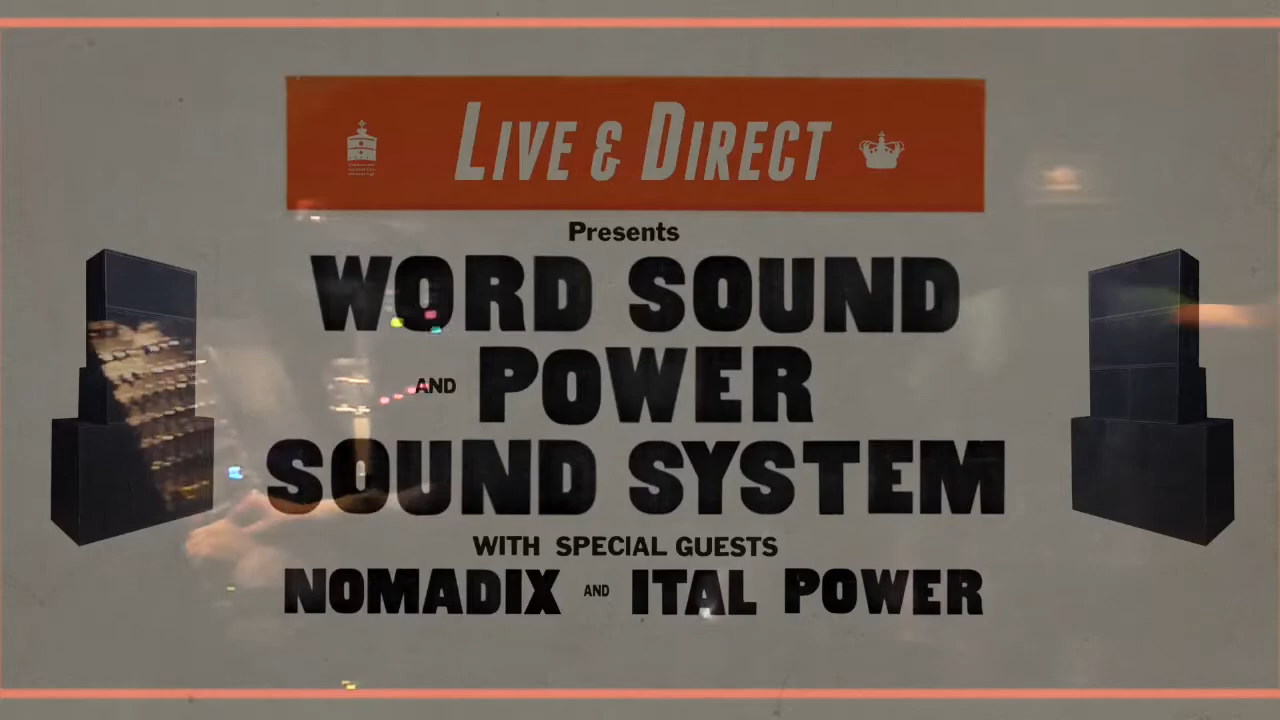 LIVE & DIRECT
Presents
WORD SOUND
AND POWER
SOUND SYSTEM
WITH SPECIAL GUESTS
NOMADIX AND ITAL POWER